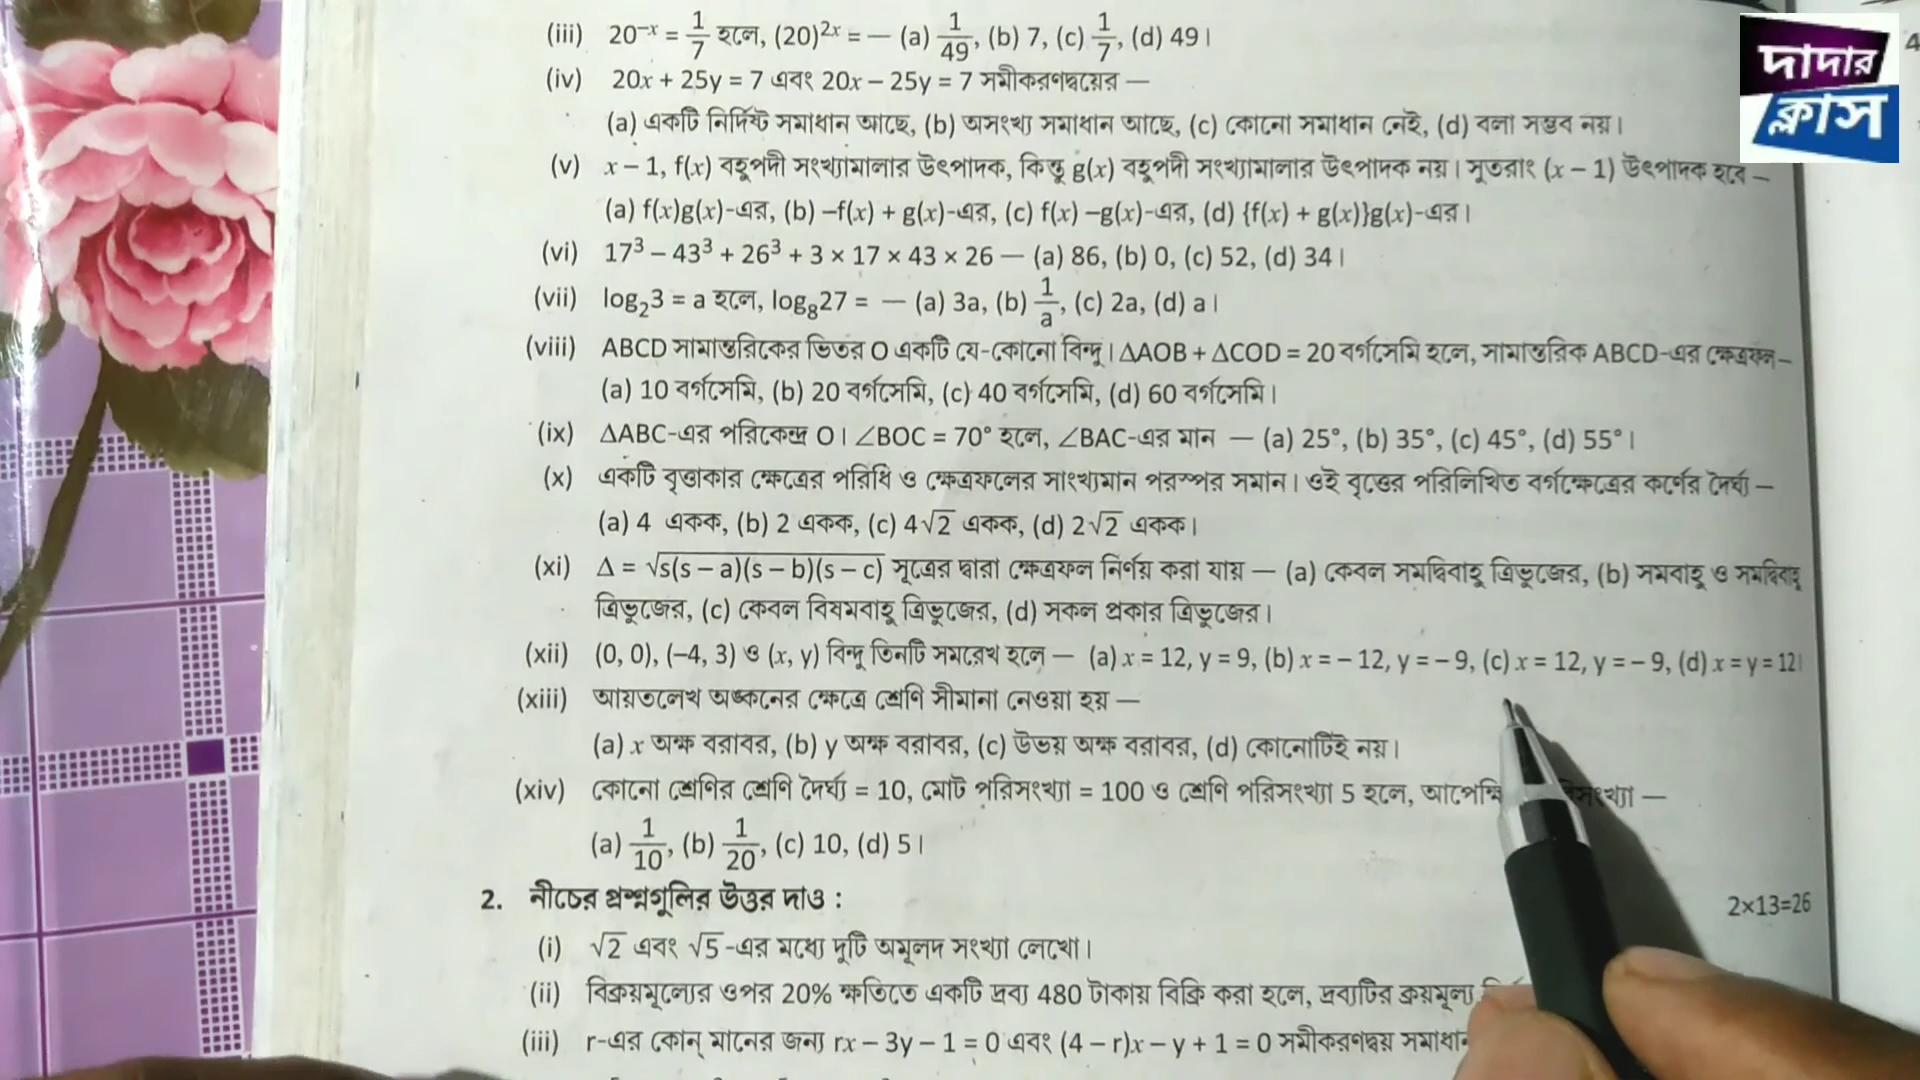 (iii) 20⁻ˣ = 1/7 হলে, (20)²ˣ = — (a) 1/49, (b) 7, (c) 1/7, (d) 49।
(iv) 20x + 25y = 7 এবং 20x – 25y = 7 সমীকরণদ্বয়ের —
(a) একটি নির্দিষ্ট সমাধান আছে, (b) অসংখ্য সমাধান আছে, (c) কোনো সমাধান নেই, (d) বলা সম্ভব নয়।
(v) x – 1, f(x) বহুপদী সংখ্যামালার উৎপাদক, কিন্তু g(x) বহুপদী সংখ্যামালার উৎপাদক নয়। সুতরাং (x – 1) উৎপাদক হবে –
(a) f(x)g(x)-এর, (b) –f(x) + g(x)-এর, (c) f(x) –g(x)-এর, (d) {f(x) + g(x)}g(x)-এর।
(vi) 17³ – 43³ + 26³ + 3 × 17 × 43 × 26 — (a) 86, (b) 0, (c) 52, (d) 34।
(vii) log₂3 = a হলে, log₈27 = — (a) 3a, (b) 1/a, (c) 2a, (d) a।
(viii) ABCD সামান্তরিকের ভিতর O একটি যে-কোনো বিন্দু। ΔAOB + ΔCOD = 20 বর্গসেমি হলে, সামান্তরিক ABCD-এর ক্ষেত্রফল–
(a) 10 বর্গসেমি, (b) 20 বর্গসেমি, (c) 40 বর্গসেমি, (d) 60 বর্গসেমি।
(ix) ΔABC-এর পরিকেন্দ্র O। ∠BOC = 70° হলে, ∠BAC-এর মান — (a) 25°, (b) 35°, (c) 45°, (d) 55°।
(x) একটি বৃত্তাকার ক্ষেত্রের পরিধি ও ক্ষেত্রফলের সাংখ্যমান পরস্পর সমান। ওই বৃত্তের পরিলিখিত বর্গক্ষেত্রের কর্ণের দৈর্ঘ্য —
(a) 4 একক, (b) 2 একক, (c) 4√2 একক, (d) 2√2 একক।
(xi) Δ = √s(s – a)(s – b)(s – c) সূত্রের দ্বারা ক্ষেত্রফল নির্ণয় করা যায় — (a) কেবল সমদ্বিবাহু ত্রিভুজের, (b) সমবাহু ও সমদ্বিবাহু
ত্রিভুজের, (c) কেবল বিষমবাহু ত্রিভুজের, (d) সকল প্রকার ত্রিভুজের।
(xii) (0, 0), (–4, 3) ও (x, y) বিন্দু তিনটি সমরেখ হলে — (a) x = 12, y = 9, (b) x = – 12, y = – 9, (c) x = 12, y = – 9, (d) x = y = 12।
(xiii) আয়তলেখ অঙ্কনের ক্ষেত্রে শ্রেণি সীমানা নেওয়া হয় —
(a) x অক্ষ বরাবর, (b) y অক্ষ বরাবর, (c) উভয় অক্ষ বরাবর, (d) কোনোটিই নয়।
(xiv) কোনো শ্রেণির শ্রেণি দৈর্ঘ্য = 10, মোট পরিসংখ্যা = 100 ও শ্রেণি পরিসংখ্যা 5 হলে, —
(a) 1/10, (b) 1/20, (c) 10, (d) 5।
2. নীচের প্রশ্নগুলির উত্তর দাও : 2×13=26
(i) √2 এবং √5-এর মধ্যে দুটি অমূলদ সংখ্যা লেখো।
(ii) বিক্রয়মূল্যের ওপর 20% ক্ষতিতে একটি দ্রব্য 480 টাকায় বিক্রি করা হলে, দ্রব্যটির ক্রয়মূল্য
(iii) r-এর কোন্ মানের জন্য rx – 3y – 1 = 0 এবং (4 – r)x – y + 1 = 0 সমীকরণদ্বয়
দাদার
ক্লাস
4